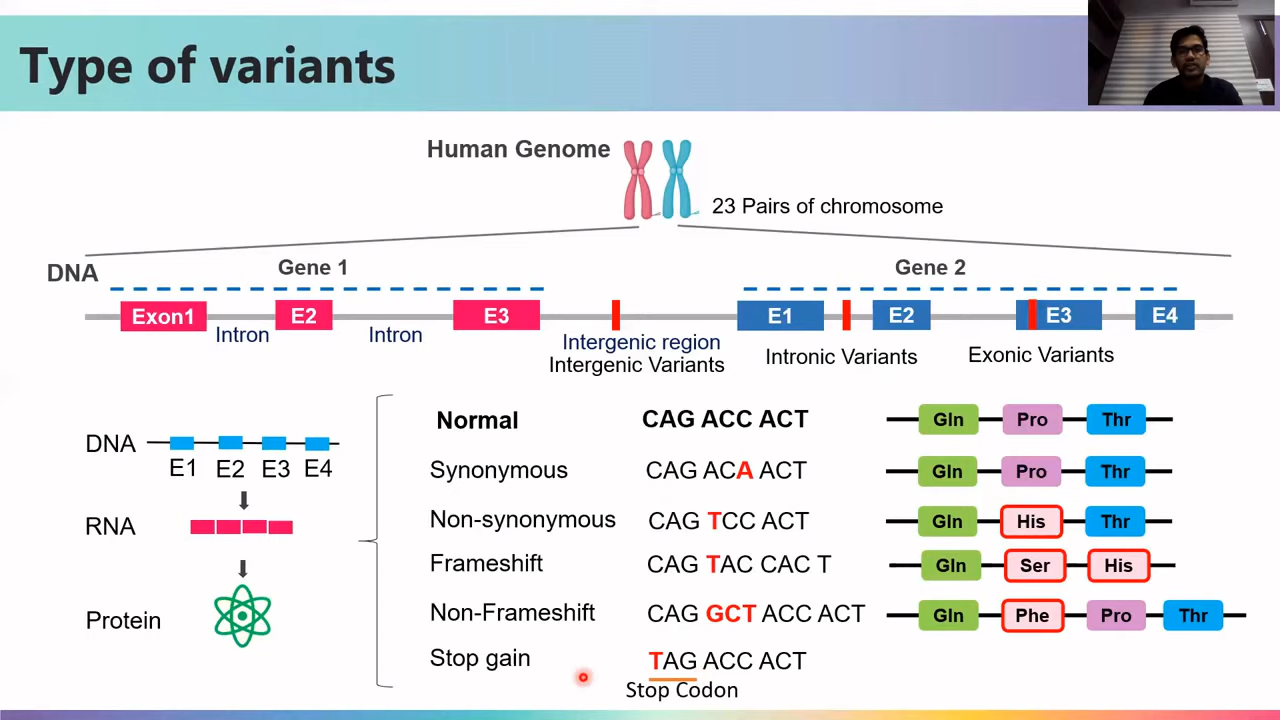 Type of variants
Human Genome
23 Pairs of chromosome
DNA
Gene 1
Gene 2
Exon1 E2 E3 E1 E2 E3 E4
Intron Intron
Intergenic region
Intergenic Variants
Intronic Variants
Exonic Variants
DNA
E1 E2 E3 E4
RNA
Protein
Normal CAG ACC ACT Gln Pro Thr
Synonymous CAG ACA ACT Gln Pro Thr
Non-synonymous CAG TCC ACT Gln His Thr
Frameshift CAG TAC CAC T Gln Ser His
Non-Frameshift CAG GCT ACC ACT Gln Phe Pro Thr
Stop gain TAG ACC ACT
Stop Codon